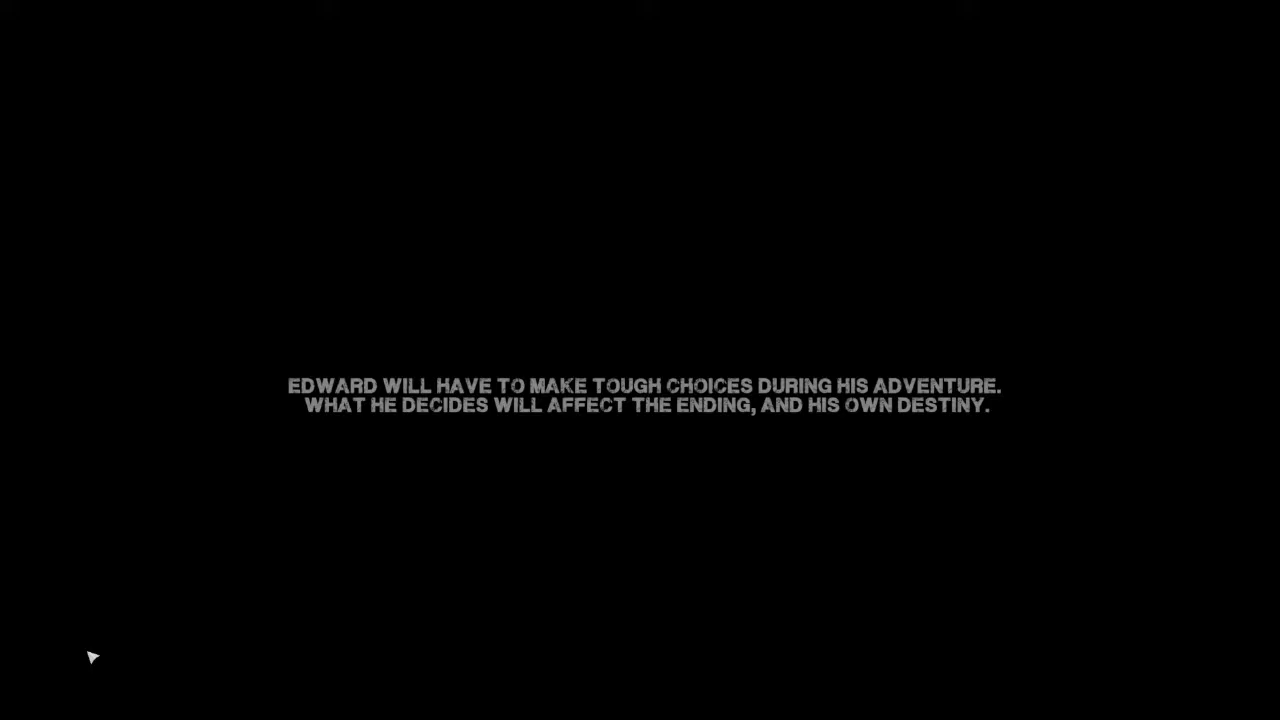 EDWARD WILL HAVE TO MAKE TOUGH CHOICES DURING HIS ADVENTURE.
WHAT HE DECIDES WILL AFFECT THE ENDING, AND HIS OWN DESTINY.